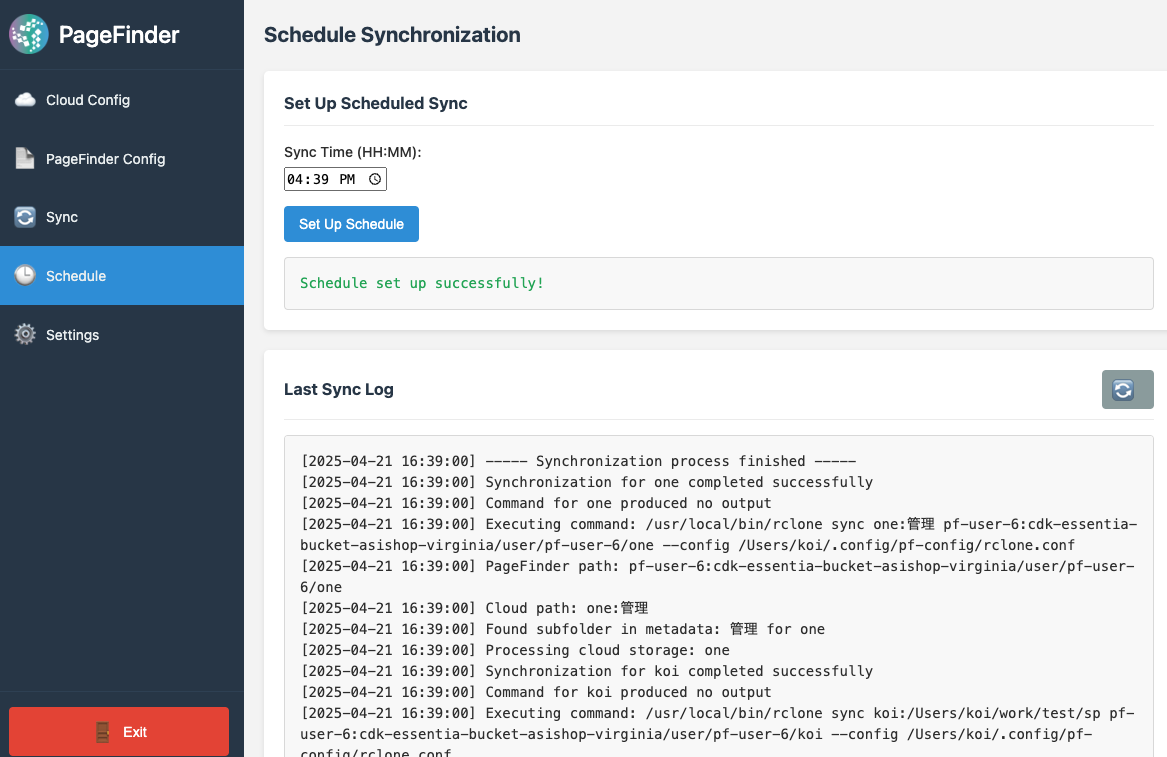 PageFinder
Cloud Config
PageFinder Config
Sync
Schedule
Settings
Exit
Schedule Synchronization
Set Up Scheduled Sync
Sync Time (HH:MM):
04:39 PM
Set Up Schedule
Schedule set up successfully!
Last Sync Log
[2025-04-21 16:39:00] ----- Synchronization process finished -----
[2025-04-21 16:39:00] Synchronization for one completed successfully
[2025-04-21 16:39:00] Command for one produced no output
[2025-04-21 16:39:00] Executing command: /usr/local/bin/rclone sync one:管理 pf-user-6:cdk-essentia-
bucket-asishop-virginia/user/pf-user-6/one --config /Users/koi/.config/pf-config/rclone.conf
[2025-04-21 16:39:00] PageFinder path: pf-user-6:cdk-essentia-bucket-asishop-virginia/user/pf-user-
6/one
[2025-04-21 16:39:00] Cloud path: one:管理
[2025-04-21 16:39:00] Found subfolder in metadata: 管理 for one
[2025-04-21 16:39:00] Processing cloud storage: one
[2025-04-21 16:39:00] Synchronization for koi completed successfully
[2025-04-21 16:39:00] Command for koi produced no output
[2025-04-21 16:39:00] Executing command: /usr/local/bin/rclone sync koi:/Users/koi/work/test/sp pf-
user-6:cdk-essentia-bucket-asishop-virginia/user/pf-user-6/koi --config /Users/koi/.config/pf-
config/rclone.conf